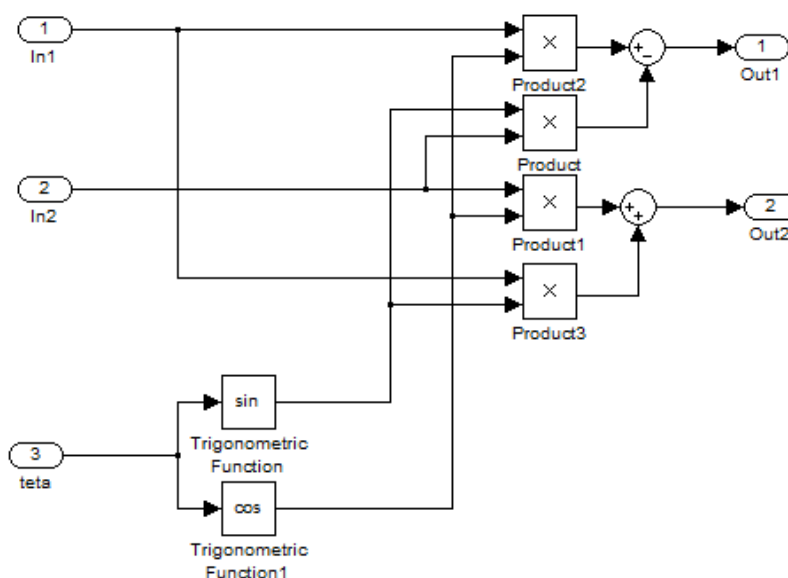 1
In1
×
Product2
+
−
1
Out1
×
Product
2
In2
×
Product1
+
+
2
Out2
×
Product3
sin
Trigonometric
Function
3
teta
cos
Trigonometric
Function1